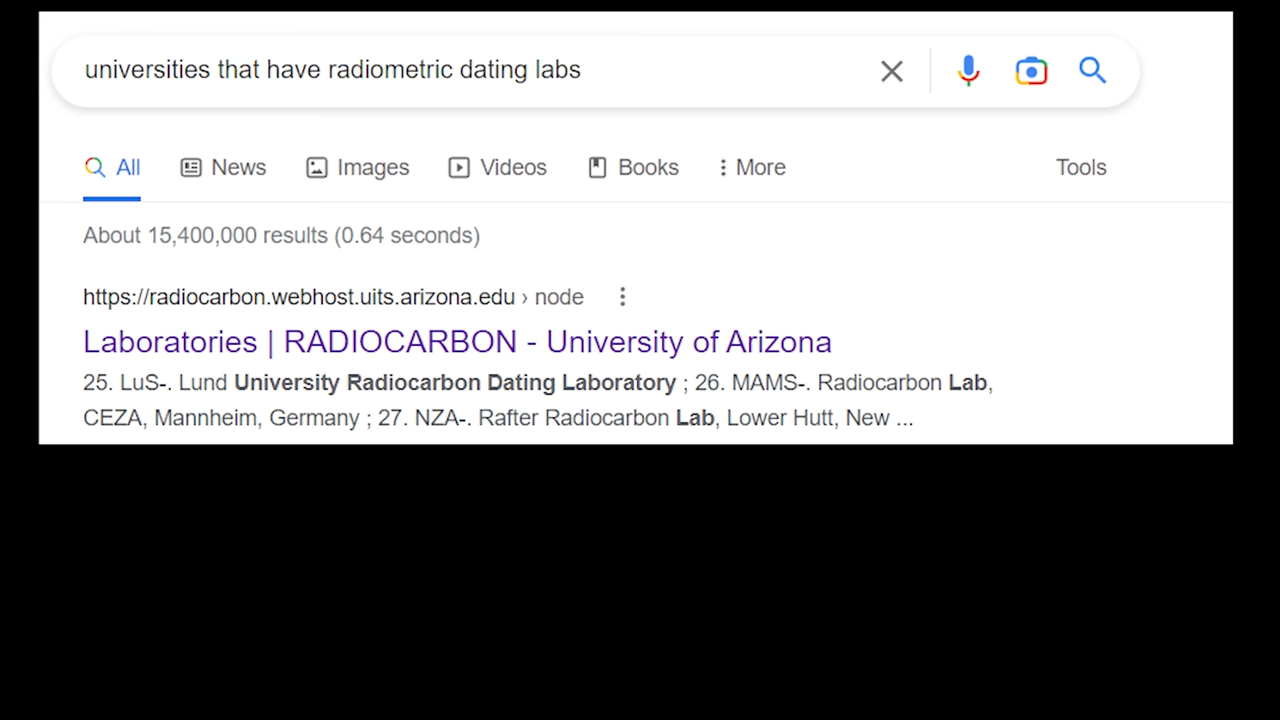 universities that have radiometric dating labs
All News Images Videos Books More Tools
About 15,400,000 results (0.64 seconds)
https://radiocarbon.webhost.uits.arizona.edu › node
Laboratories | RADIOCARBON - University of Arizona
25. LuS-. Lund University Radiocarbon Dating Laboratory ; 26. MAMS-. Radiocarbon Lab,
CEZA, Mannheim, Germany ; 27. NZA-. Rafter Radiocarbon Lab, Lower Hutt, New ...